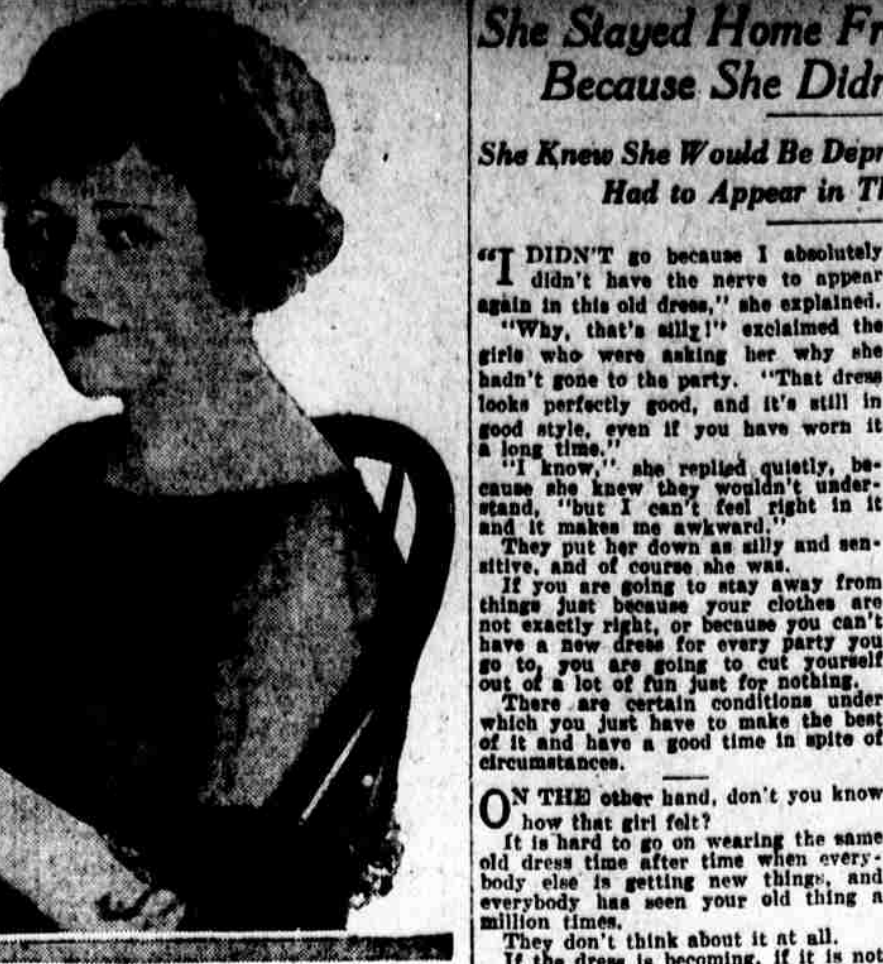 She Stayed Home Fr
Because She Didn
She Knew She Would Be Depr
Had to Appear in Th
"I DIDN'T go because I absolutely
didn't have the nerve to appear
again in this old dress," she explained.
"Why, that's silly!" exclaimed the
girls who were asking her why she
hadn't gone to the party. "That dress
looks perfectly good, and it's still in
good style, even if you have worn it
a long time."
"I know," she replied quietly, be-
cause she knew they wouldn't under-
stand, "but I can't feel right in it
and it makes me awkward."
They put her down as silly and sen-
sitive, and of course she was.
If you are going to stay away from
things just because your clothes are
not exactly right, or because you can't
have a new dress for every party you
go to, you are going to cut yourself
out of a lot of fun just for nothing.
There are certain conditions under
which you just have to make the best
of it and have a good time in spite of
circumstances.
ON THE other hand, don't you know
how that girl felt?
It is hard to go on wearing the same
old dress time after time when every-
body else is getting new things, and
everybody has seen your old thing a
million times.
They don't think about it at all.
If the dress is becoming, if it is not